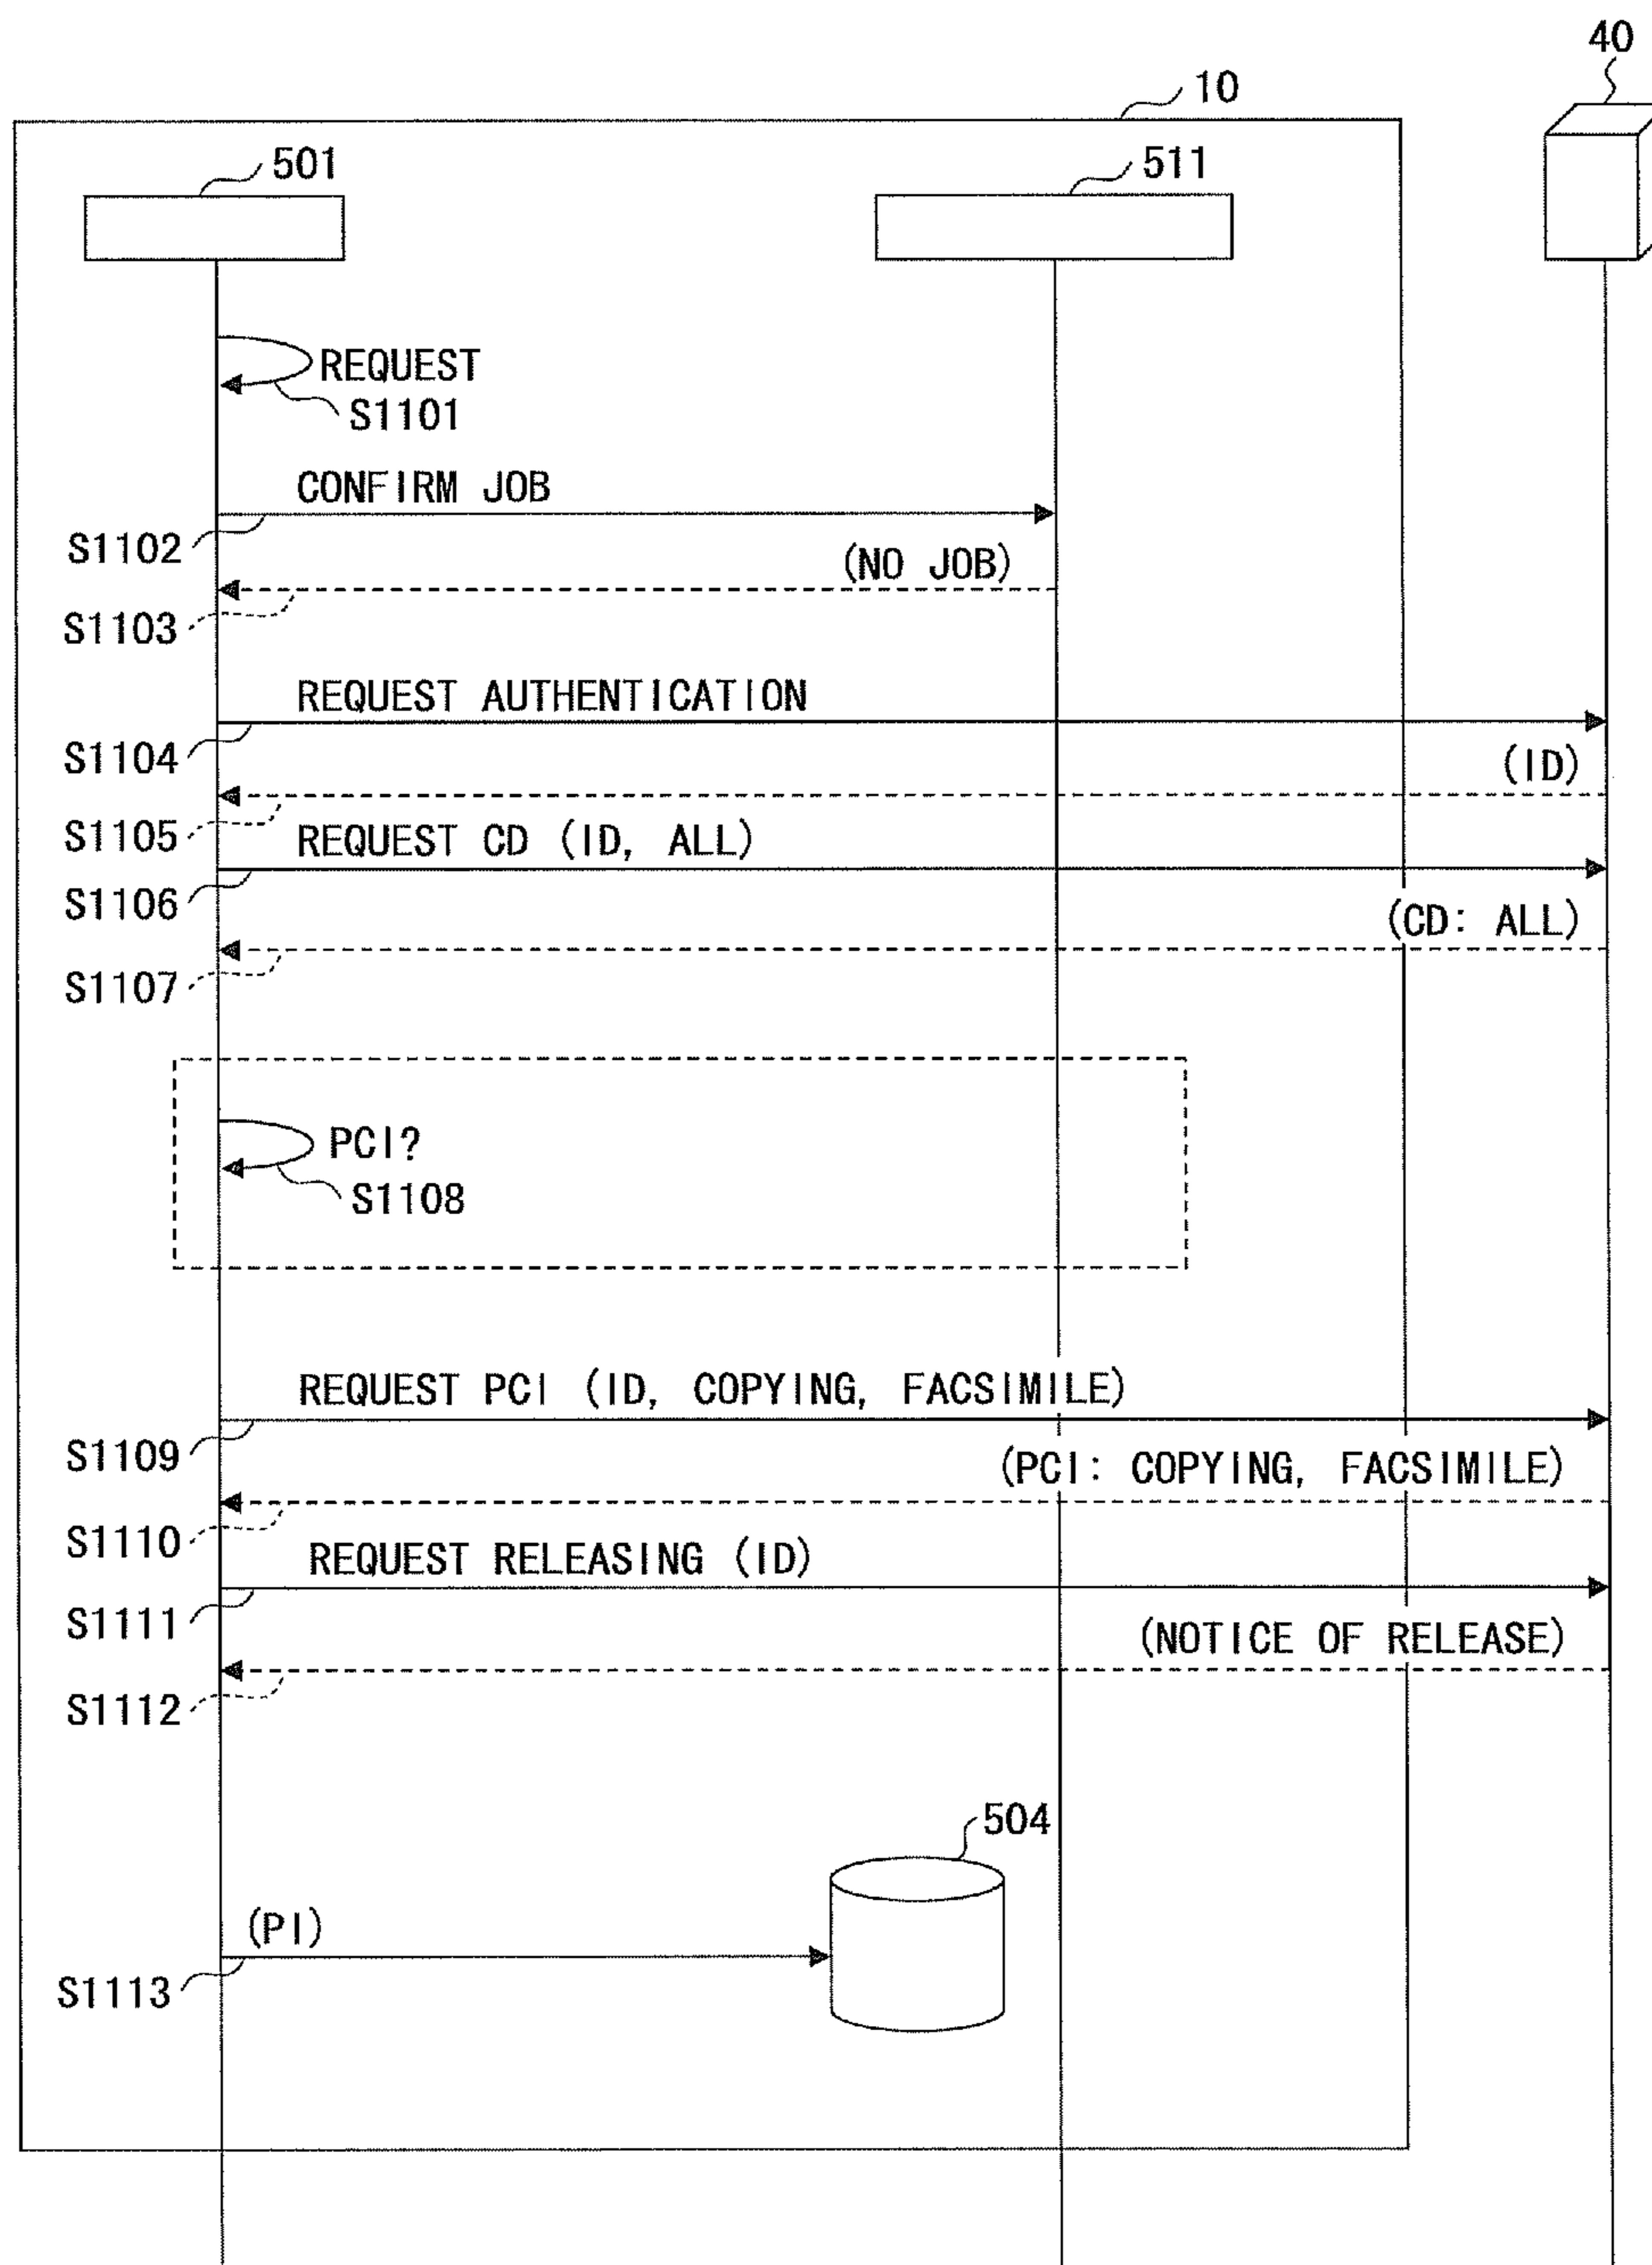 40
10
501
511
REQUEST
S1101
CONFIRM JOB
S1102
(NO JOB)
S1103
REQUEST AUTHENTICATION
S1104
(ID)
S1105
REQUEST CD (ID, ALL)
S1106
(CD: ALL)
S1107
PCI?
S1108
REQUEST PCI (ID, COPYING, FACSIMILE)
S1109
(PCI: COPYING, FACSIMILE)
S1110
REQUEST RELEASING (ID)
S1111
(NOTICE OF RELEASE)
S1112
504
(PI)
S1113